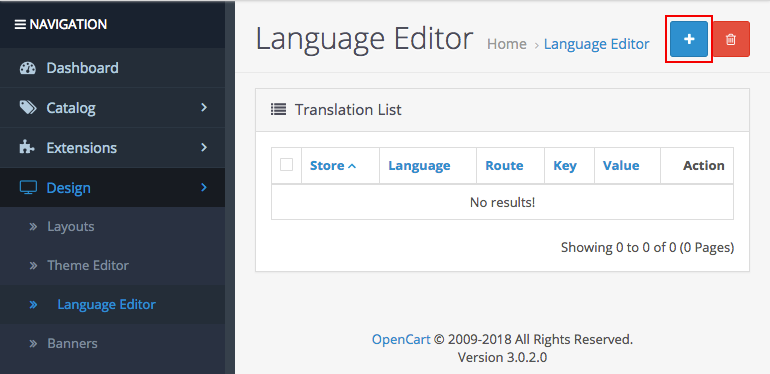 NAVIGATION
Dashboard
Catalog
Extensions
Design
Layouts
Theme Editor
Language Editor
Banners
Language Editor Home › Language Editor
Translation List
Store Language Route Key Value Action
No results!
Showing 0 to 0 of 0 (0 Pages)
OpenCart © 2009-2018 All Rights Reserved.
Version 3.0.2.0